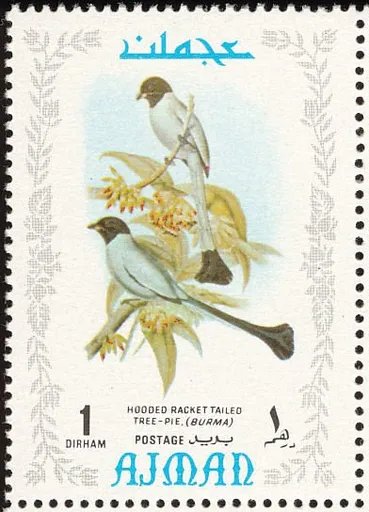 عجمان
HOODED RACKET TAILED
TREE-PIE, (BURMA)
1 ١
DIRHAM درهم
POSTAGE بريد
AJMAN